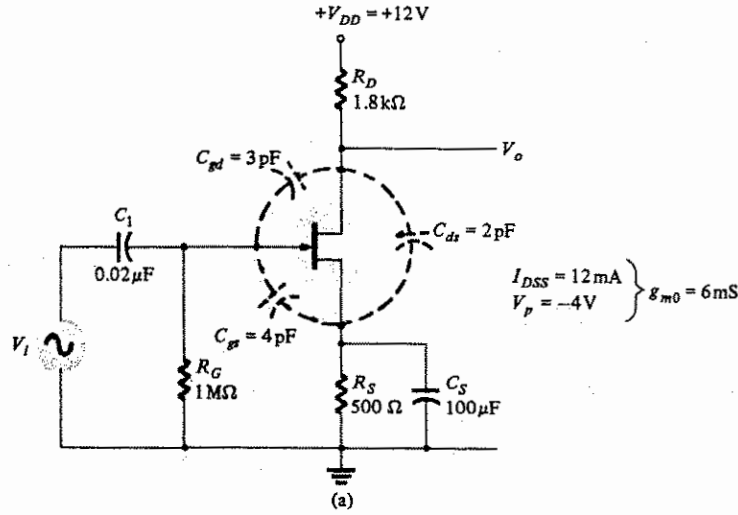 +V_DD = +12V
R_D
1.8kΩ
C_gd = 3pF
V_o
C_1
0.02μF
C_ds = 2pF
I_DSS = 12mA
V_p = -4V
g_m0 = 6mS
C_gs = 4pF
V_i
R_G
1MΩ
R_S
500 Ω
C_S
100μF
(a)